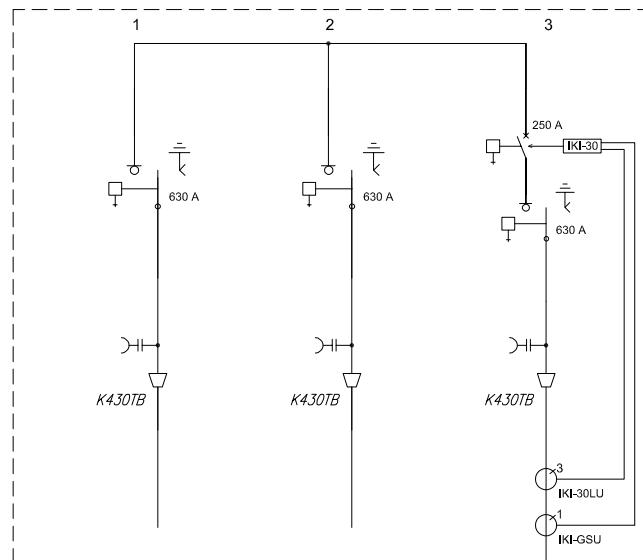 1 2 3
250 A
IKI-30
630 A 630 A
630 A
K430TB K430TB K430TB
3
IKI-30LU
1
IKI-GSU